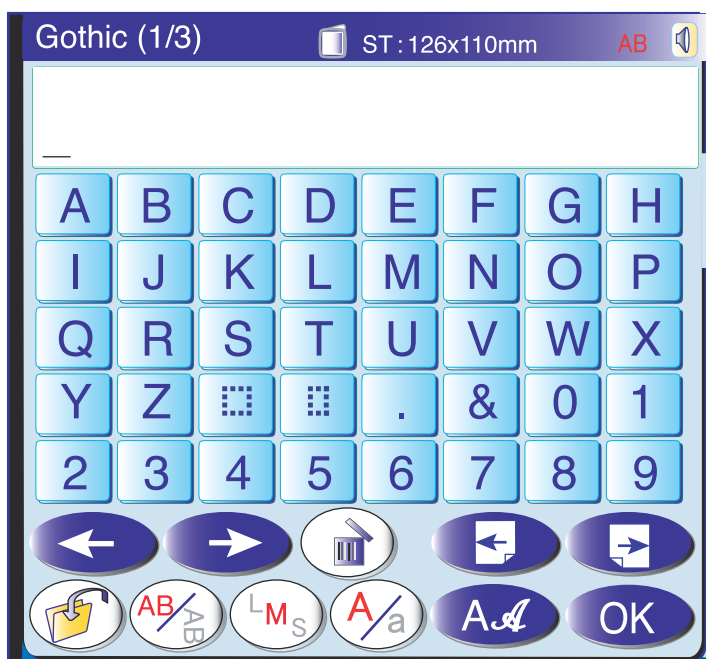 Gothic (1/3) ST : 126x110mm AB
_
A B C D E F G H
I J K L M N O P
Q R S T U V W X
Y Z . & 0 1
2 3 4 5 6 7 8 9
AB/AB L M S A/a A𝒜 OK